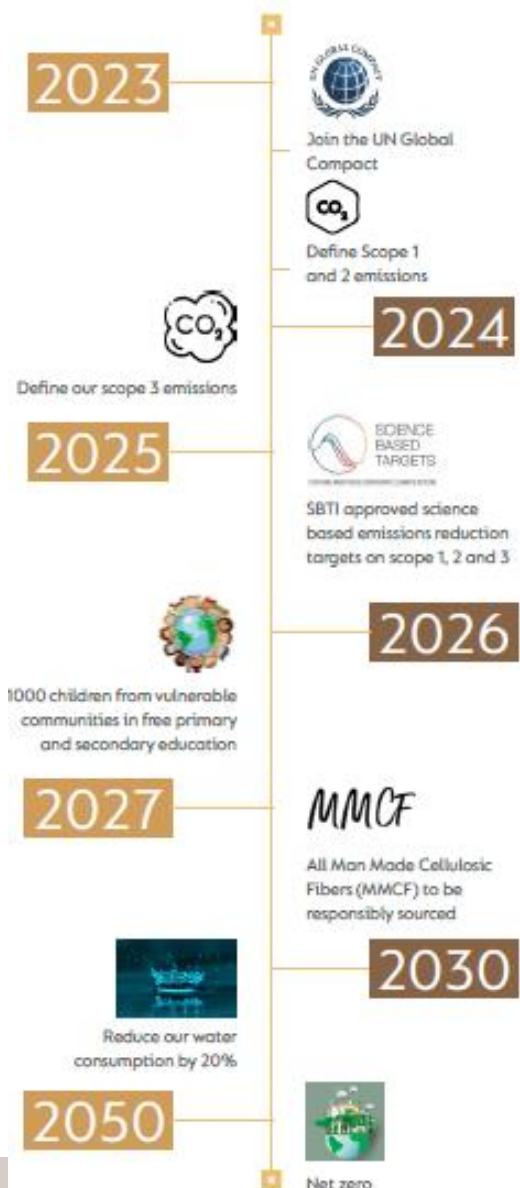 2023
UN GLOBAL COMPACT
Join the UN Global
Compact
CO2
Define Scope 1
and 2 emissions
2024
CO2
Define our scope 3 emissions
2025
SCIENCE
BASED
TARGETS
SBTI approved science
based emissions reduction
targets on scope 1, 2 and 3
2026
1000 children from vulnerable
communities in free primary
and secondary education
2027
MMCF
All Man Made Cellulosic
Fibers (MMCF) to be
responsibly sourced
2030
Reduce our water
consumption by 20%
2050
Net zero